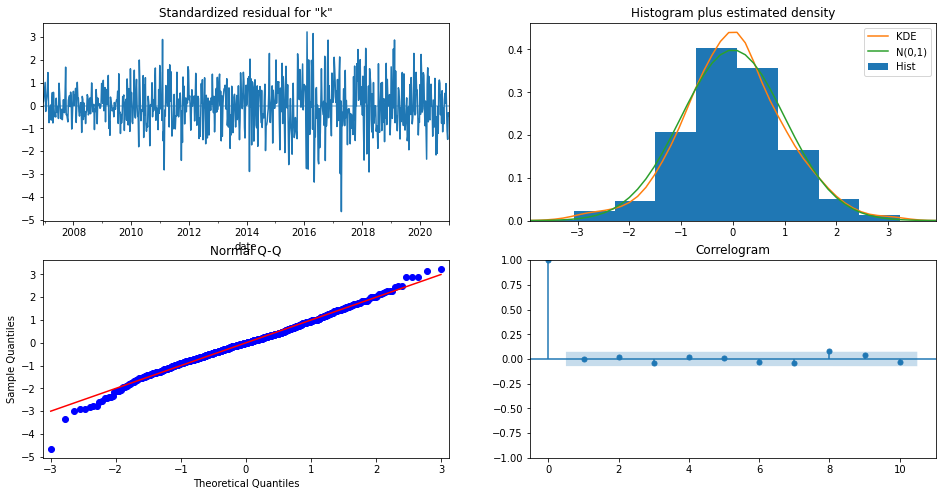 Standardized residual for "k"
3
2
1
0
−1
−2
−3
−4
−5
2008 2010 2012 2014 2016 2018 2020
date
Histogram plus estimated density
KDE
N(0,1)
Hist
0.4
0.3
0.2
0.1
0.0
−3 −2 −1 0 1 2 3
Normal Q-Q
Sample Quantiles
3
2
1
0
−1
−2
−3
−4
−5
−3 −2 −1 0 1 2 3
Theoretical Quantiles
Correlogram
1.00
0.75
0.50
0.25
0.00
−0.25
−0.50
−0.75
−1.00
0 2 4 6 8 10